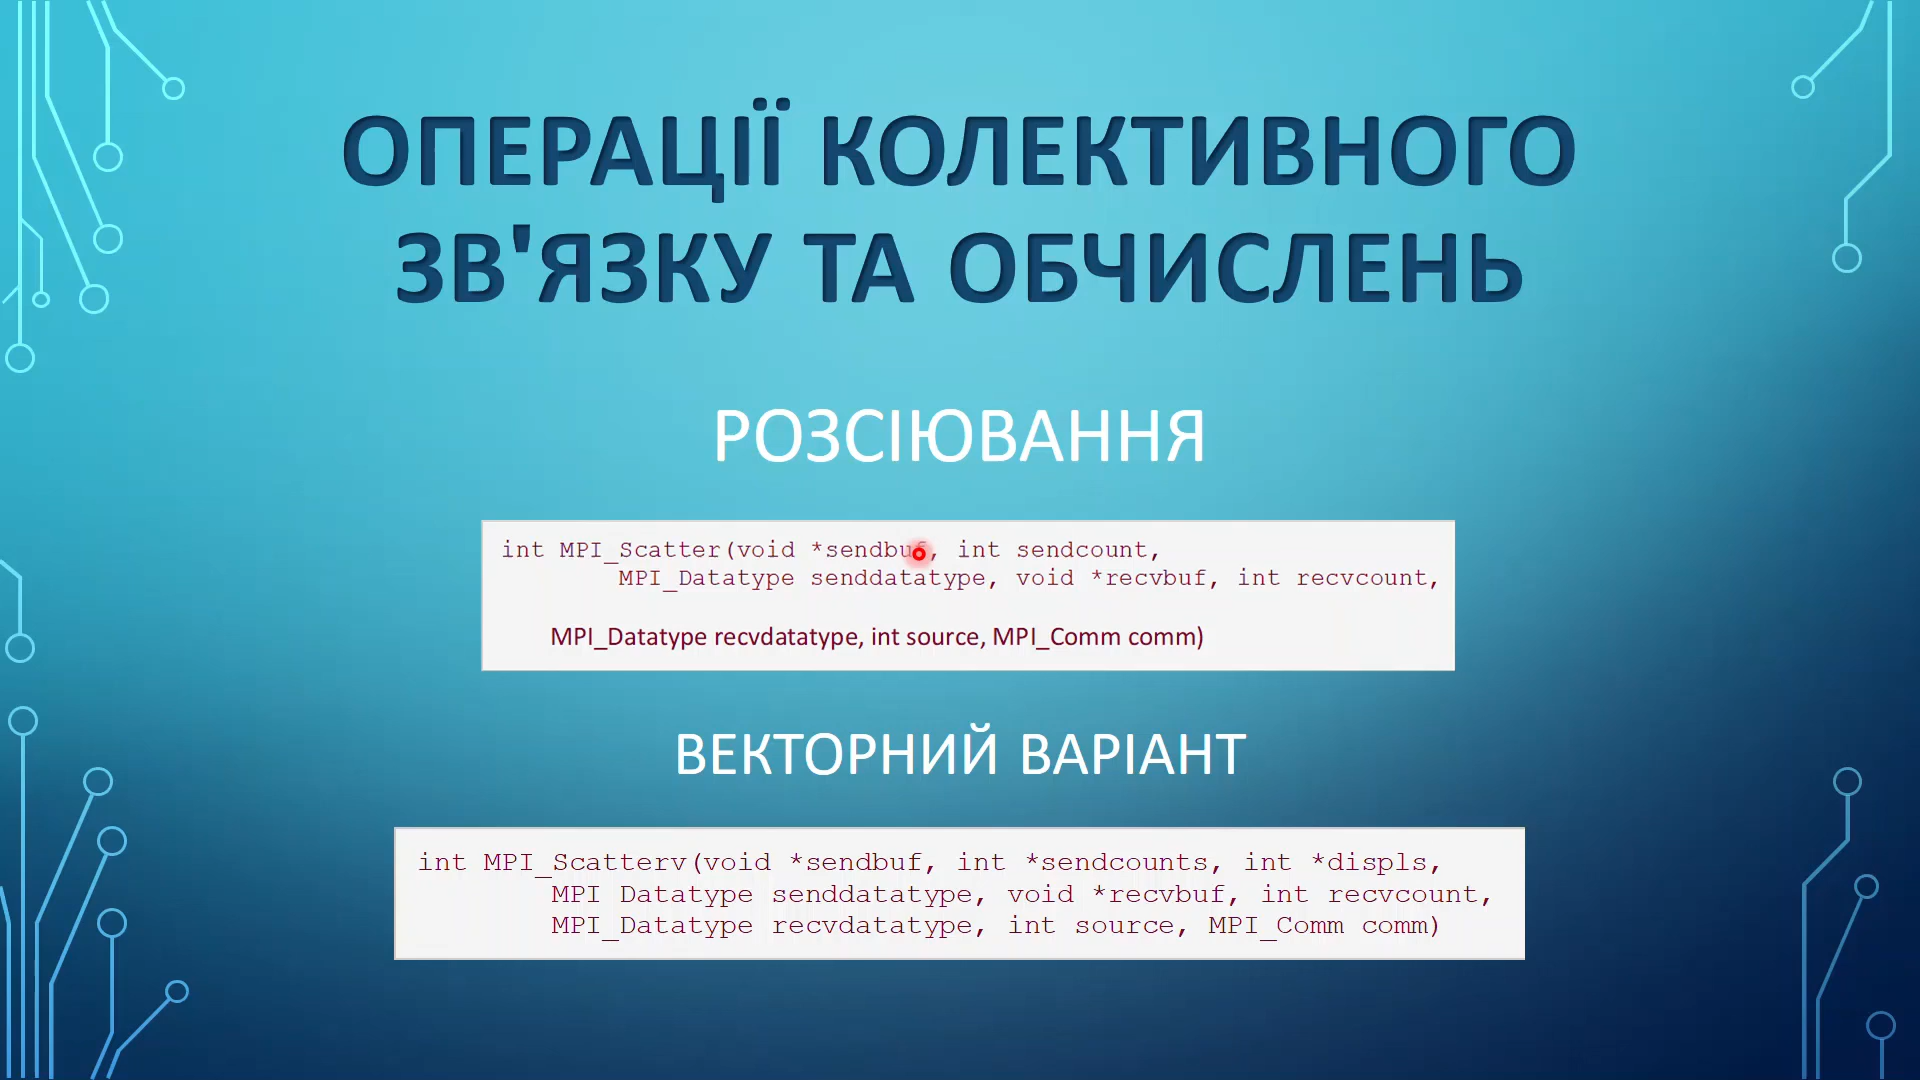 ОПЕРАЦІЇ КОЛЕКТИВНОГО
ЗВ'ЯЗКУ ТА ОБЧИСЛЕНЬ
РОЗСІЮВАННЯ
int MPI_Scatter(void *sendbuf, int sendcount,
MPI_Datatype senddatatype, void *recvbuf, int recvcount,
MPI_Datatype recvdatatype, int source, MPI_Comm comm)
ВЕКТОРНИЙ ВАРІАНТ
int MPI_Scatterv(void *sendbuf, int *sendcounts, int *displs,
MPI Datatype senddatatype, void *recvbuf, int recvcount,
MPI_Datatype recvdatatype, int source, MPI_Comm comm)